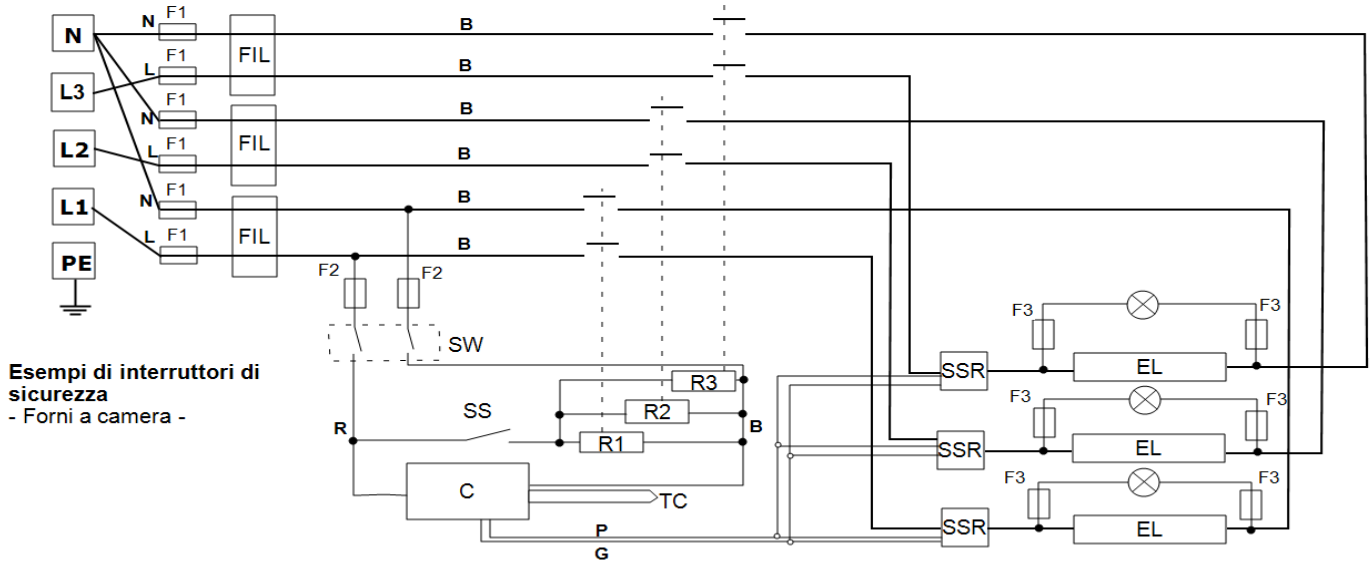 F1
N
N
B
FIL
F1
L
B
L3
F1
N
B
FIL
L2
F1
L
B
F1
N
B
L1
FIL
F1
L
B
PE
F2
F2
SW
F3
F3
SSR
EL
Esempi di interruttori di
sicurezza
- Forni a camera -
R3
F3
F3
SS
R2
B
R
R1
SSR
EL
F3
F3
C
TC
SSR
EL
P
G